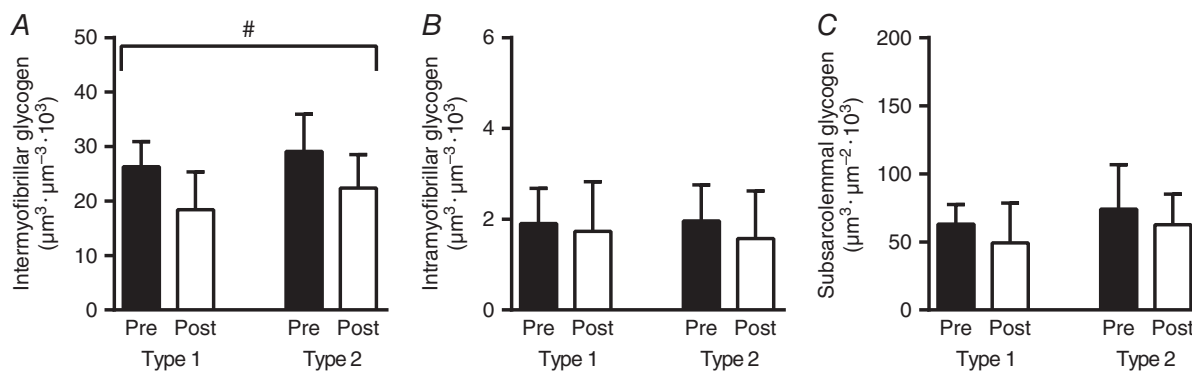 A
Intermyofibrillar glycogen
(μm³ · μm⁻³ · 10³)
50
40
30
20
10
0
#
Pre Post Pre Post
Type 1 Type 2
B
Intramyofibrillar glycogen
(μm³ · μm⁻³ · 10³)
6
4
2
0
Pre Post Pre Post
Type 1 Type 2
C
Subsarcolemmal glycogen
(μm³ · μm⁻² · 10³)
200
150
100
50
0
Pre Post Pre Post
Type 1 Type 2